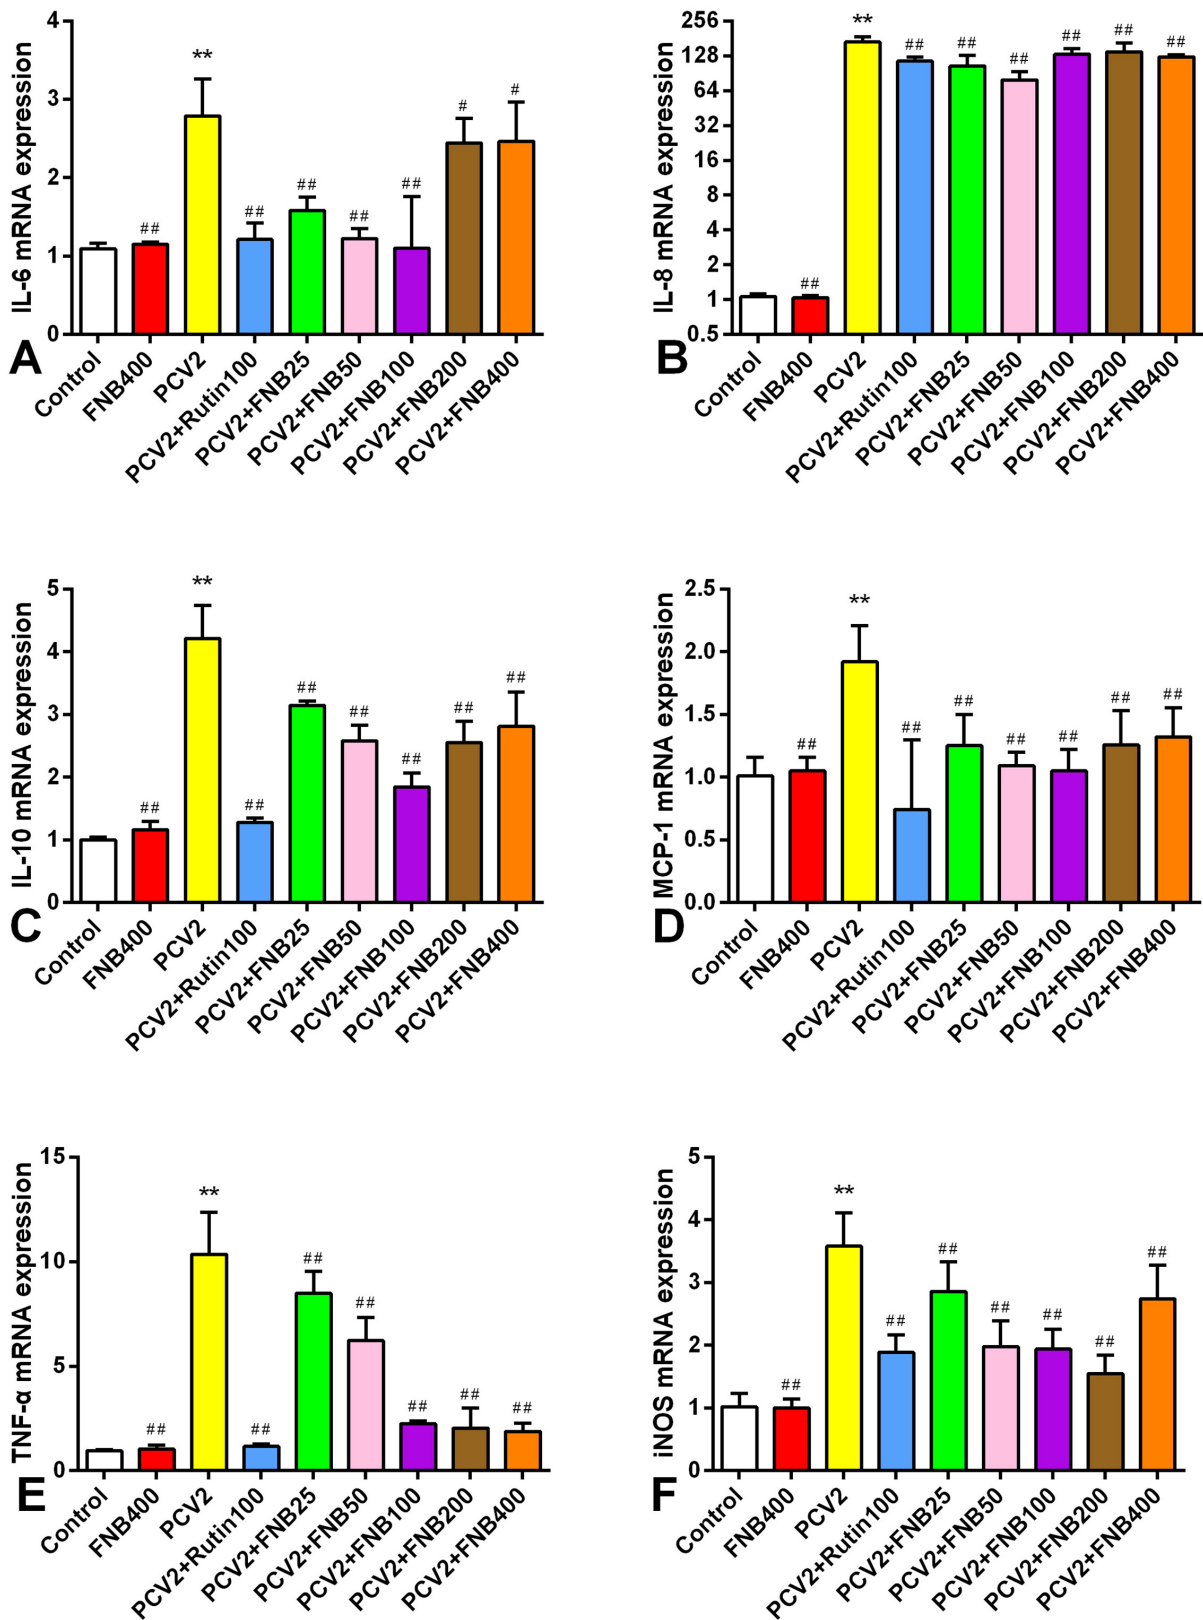 IL-6 mRNA expression
4
3
2
1
0
**
##
##
##
##
##
#
#
A
Control
FNB400
PCV2
PCV2+Rutin100
PCV2+FNB25
PCV2+FNB50
PCV2+FNB100
PCV2+FNB200
PCV2+FNB400
IL-8 mRNA expression
256
128
64
32
16
8
4
2
1
0.5
##
**
##
##
##
##
##
##
B
Control
FNB400
PCV2
PCV2+Rutin100
PCV2+FNB25
PCV2+FNB50
PCV2+FNB100
PCV2+FNB200
PCV2+FNB400
IL-10 mRNA expression
5
4
3
2
1
0
##
**
##
##
##
##
##
##
C
Control
FNB400
PCV2
PCV2+Rutin100
PCV2+FNB25
PCV2+FNB50
PCV2+FNB100
PCV2+FNB200
PCV2+FNB400
MCP-1 mRNA expression
2.5
2.0
1.5
1.0
0.5
0.0
##
**
##
##
##
##
##
##
D
Control
FNB400
PCV2
PCV2+Rutin100
PCV2+FNB25
PCV2+FNB50
PCV2+FNB100
PCV2+FNB200
PCV2+FNB400
TNF-α mRNA expression
15
10
5
0
##
**
##
##
##
##
##
##
E
Control
FNB400
PCV2
PCV2+Rutin100
PCV2+FNB25
PCV2+FNB50
PCV2+FNB100
PCV2+FNB200
PCV2+FNB400
iNOS mRNA expression
5
4
3
2
1
0
##
**
##
##
##
##
##
##
F
Control
FNB400
PCV2
PCV2+Rutin100
PCV2+FNB25
PCV2+FNB50
PCV2+FNB100
PCV2+FNB200
PCV2+FNB400